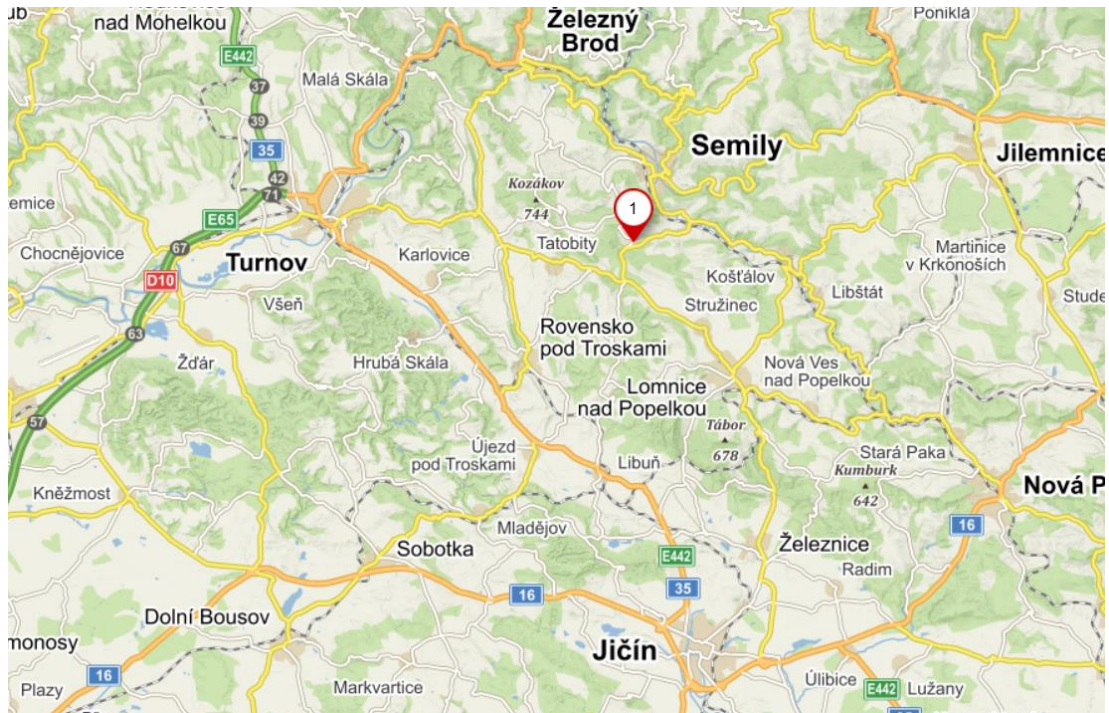 ub
nad Mohelkou
Železný
Brod
Poniklá
E442
37
Malá Skála
39
35
Semily
Jilemnice
42
71
Kozákov
744
1
emice
E65
67
Chocnějovice
Turnov
Karlovice
Tatobity
Martinice
v Krkonoších
D10
Košťálov
Libštát
Stude
Všeň
Stružinec
63
Rovensko
pod Troskami
Žďár
Hrubá Skála
Nová Ves
nad Popelkou
Lomnice
nad Popelkou
57
Tábor
678
Újezd
pod Troskami
Libuň
Stará Paka
Kumburk
642
Kněžmost
Nová P
Mladějov
16
Sobotka
Železnice
E442
35
Radim
16
Dolní Bousov
monosy
Jičín
16
Plazy
Markvartice
Úlibice
E442
Lužany